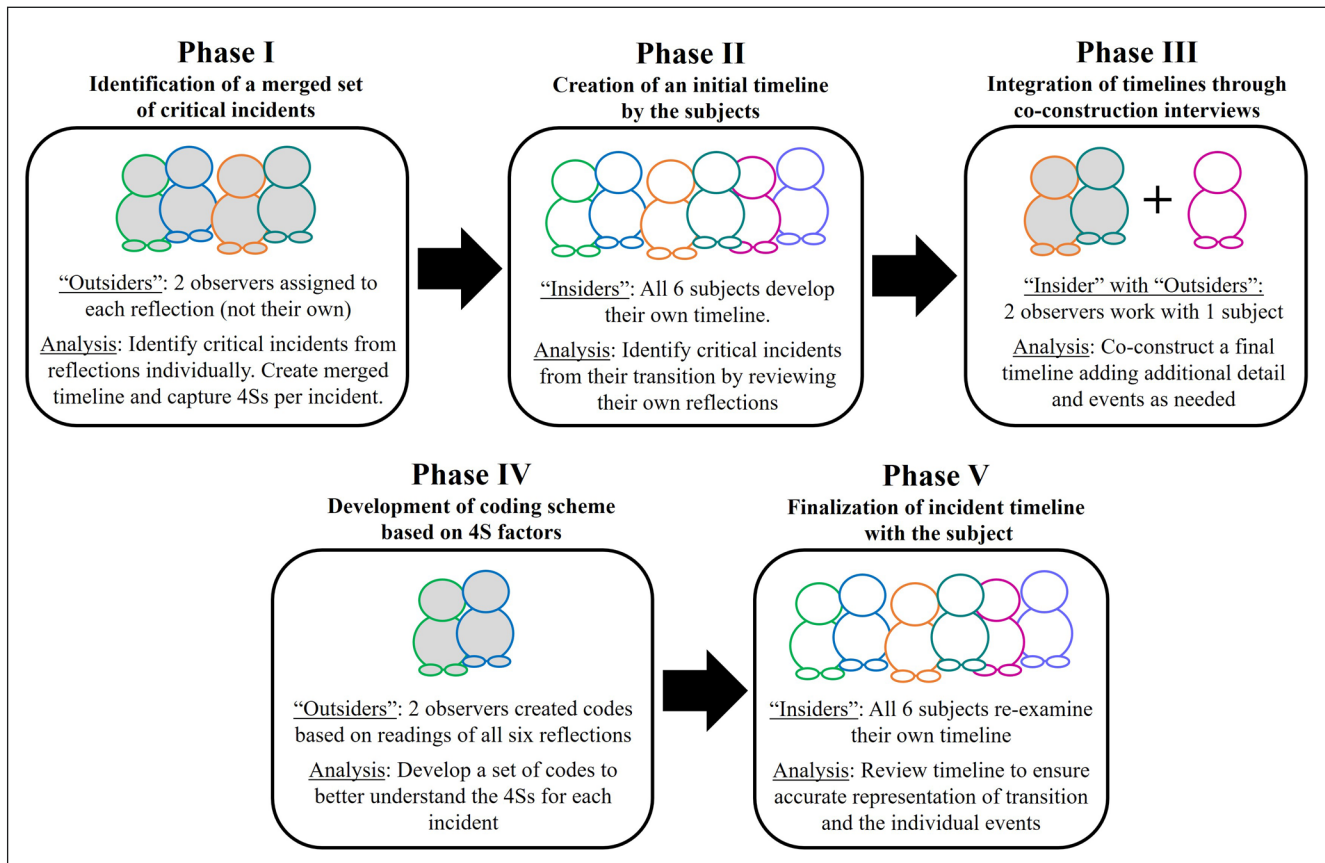 Phase I
Identification of a merged set
of critical incidents
“Outsiders”: 2 observers assigned to
each reflection (not their own)
Analysis: Identify critical incidents from
reflections individually. Create merged
timeline and capture 4Ss per incident.
Phase II
Creation of an initial timeline
by the subjects
“Insiders”: All 6 subjects develop
their own timeline.
Analysis: Identify critical incidents
from their transition by reviewing
their own reflections
Phase III
Integration of timelines through
co-construction interviews
+
“Insider” with “Outsiders”:
2 observers work with 1 subject
Analysis: Co-construct a final
timeline adding additional detail
and events as needed
Phase IV
Development of coding scheme
based on 4S factors
“Outsiders”: 2 observers created codes
based on readings of all six reflections
Analysis: Develop a set of codes to
better understand the 4Ss for each
incident
Phase V
Finalization of incident timeline
with the subject
“Insiders”: All 6 subjects re-examine
their own timeline
Analysis: Review timeline to ensure
accurate representation of transition
and the individual events